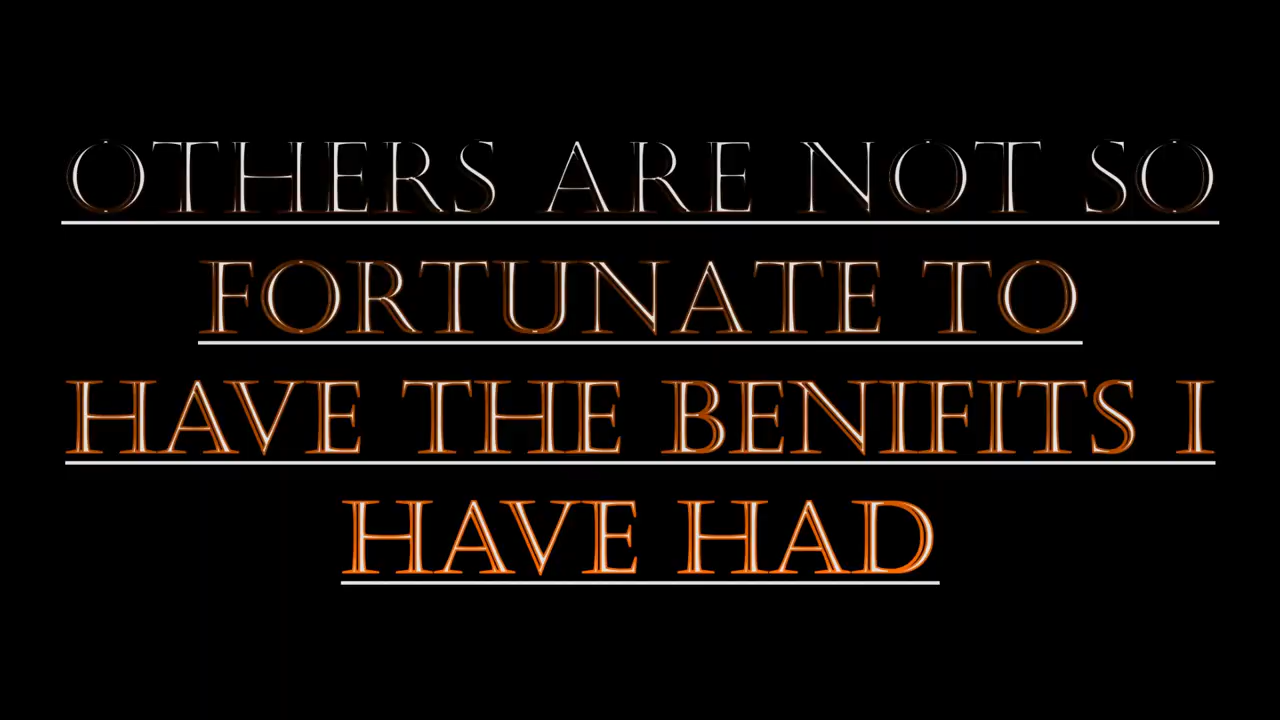 OTHERS ARE NOT SO
FORTUNATE TO
HAVE THE BENIFITS I
HAVE HAD